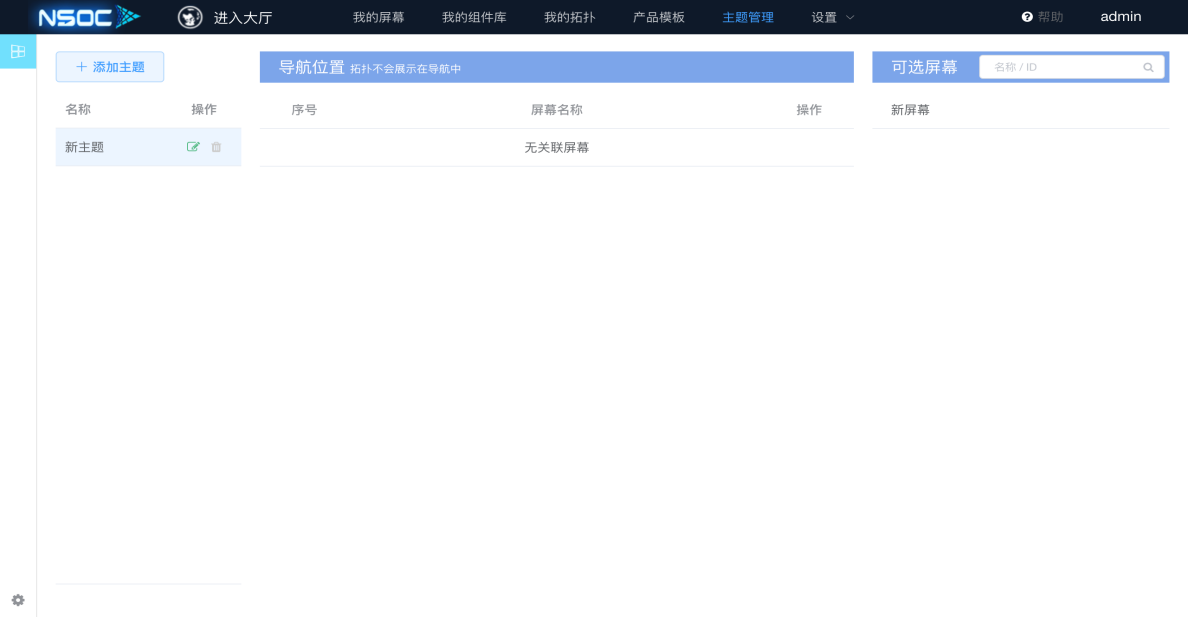 NSOC 进入大厅 我的屏幕 我的组件库 我的拓扑 产品模板 主题管理 设置 帮助 admin
添加主题 导航位置 拓扑不会展示在导航中 可选屏幕 名称 / ID
名称 操作 序号 屏幕名称 操作 新屏幕
新主题 无关联屏幕